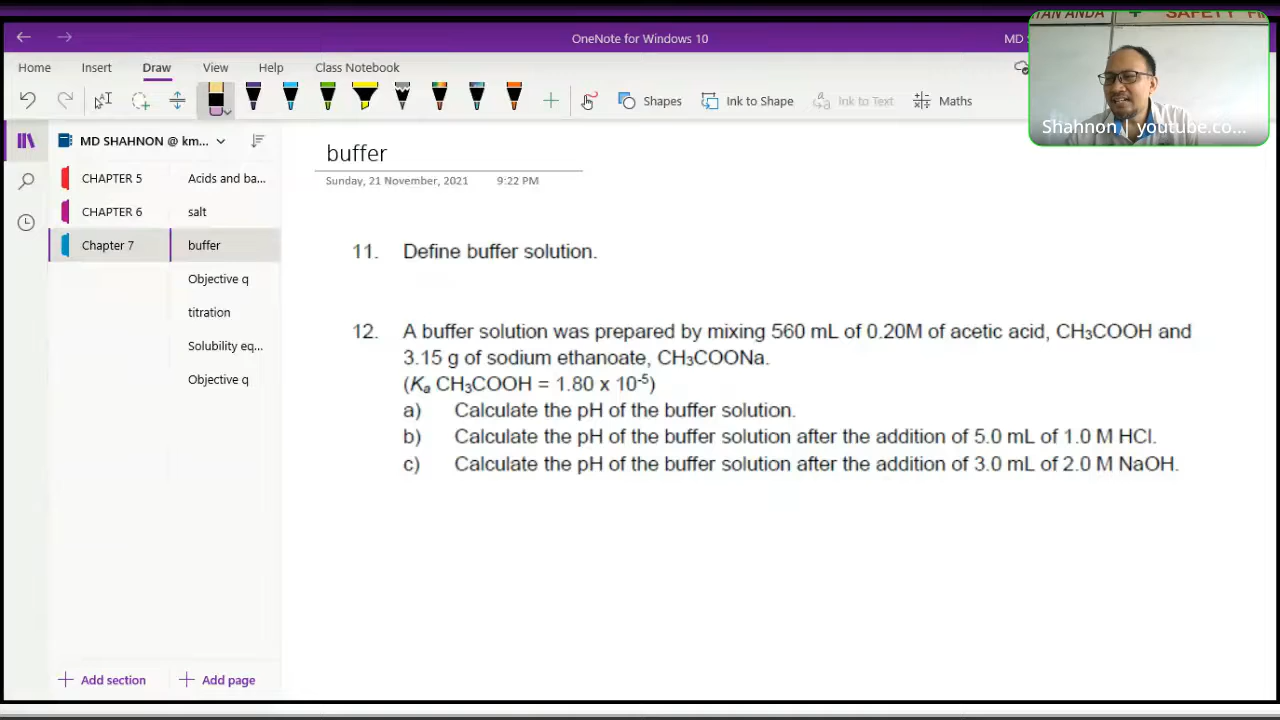 TAN ANDA + SAFETY FI
OneNote for Windows 10
MD S
Home Insert Draw View Help Class Notebook
Shapes Ink to Shape Ink to Text Maths
Shahnon | youtube.co...
MD SHAHNON @ km...
CHAPTER 5
CHAPTER 6
Chapter 7
Acids and ba...
salt
buffer
Objective q
titration
Solubility eq...
Objective q
Add section
Add page
buffer
Sunday, 21 November, 2021 9:22 PM
11. Define buffer solution.
12. A buffer solution was prepared by mixing 560 mL of 0.20M of acetic acid, CH₃COOH and
3.15 g of sodium ethanoate, CH₃COONa.
(Kₐ CH₃COOH = 1.80 x 10⁻⁵)
a) Calculate the pH of the buffer solution.
b) Calculate the pH of the buffer solution after the addition of 5.0 mL of 1.0 M HCl.
c) Calculate the pH of the buffer solution after the addition of 3.0 mL of 2.0 M NaOH.